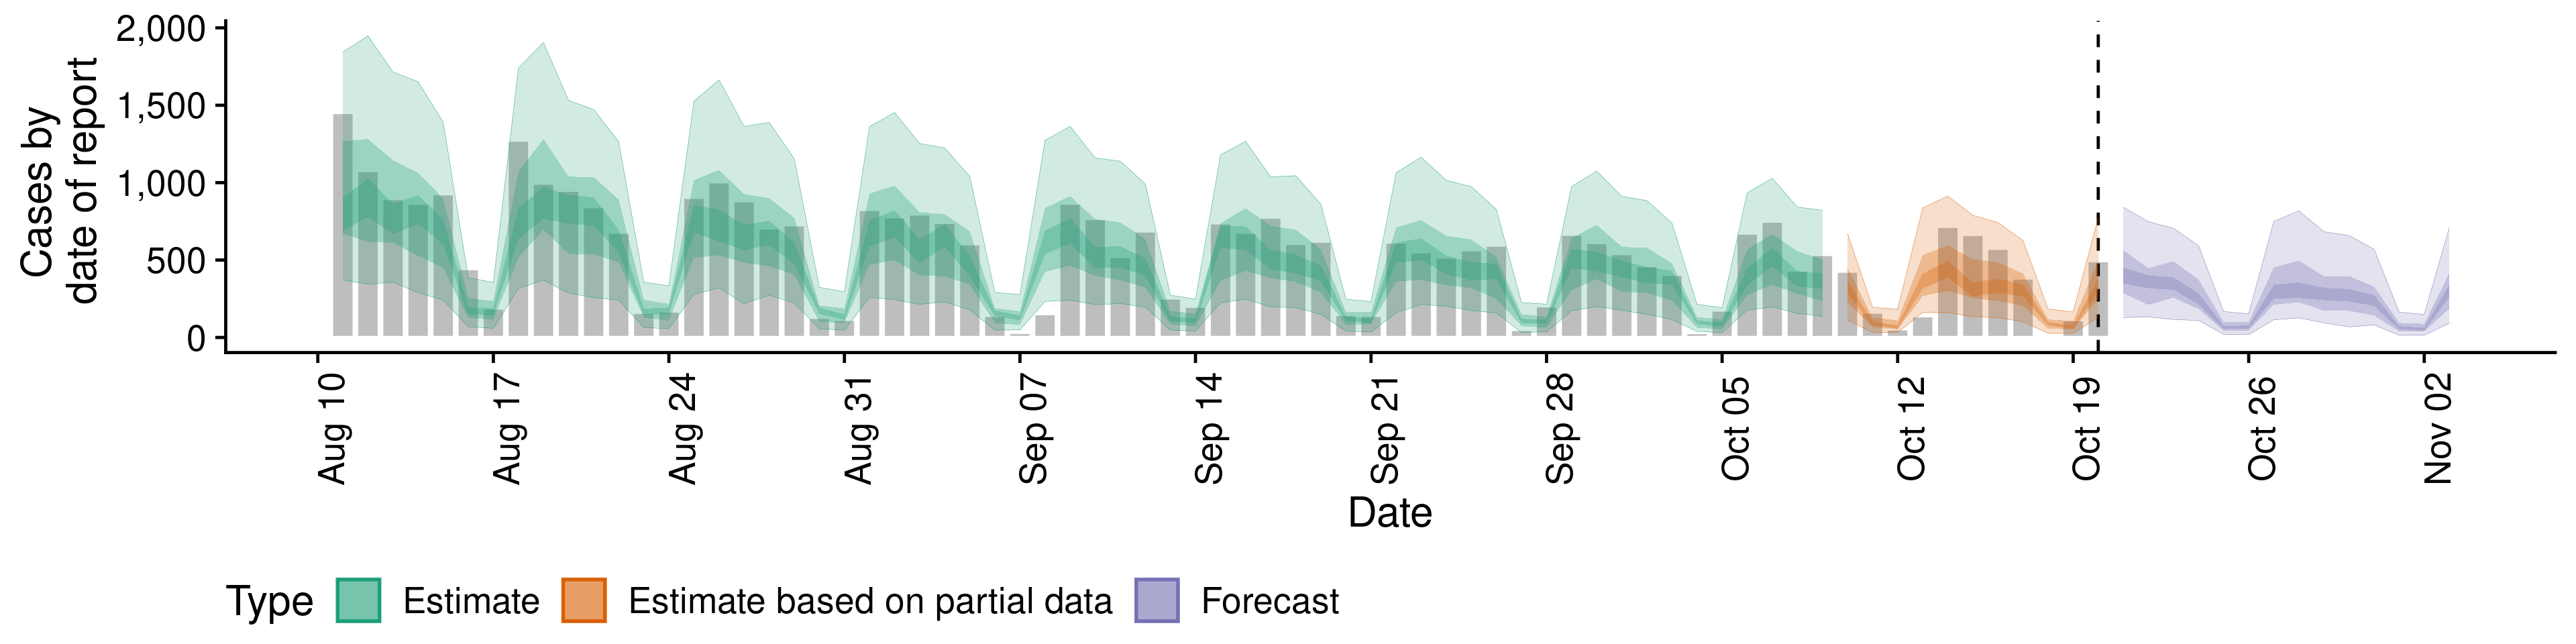 Cases by
date of report
2,000
1,500
1,000
500
0
Aug 10
Aug 17
Aug 24
Aug 31
Sep 07
Sep 14
Sep 21
Sep 28
Oct 05
Oct 12
Oct 19
Oct 26
Nov 02
Date
Type Estimate Estimate based on partial data Forecast